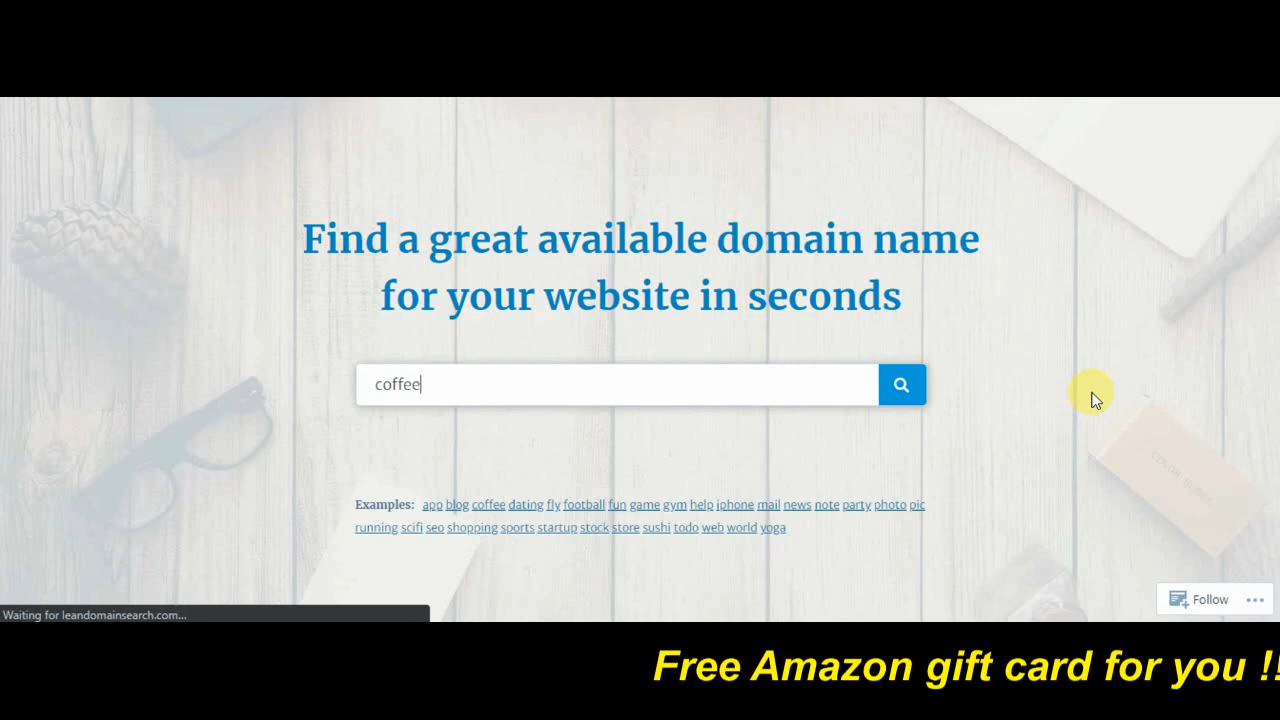 Find a great available domain name
for your website in seconds
coffee
Examples: app blog coffee dating fly football fun game gym help iphone mail news note party photo pic
running scifi seo shopping sports startup stock store sushi todo web world yoga
COLOR GUIDE
Follow
Waiting for leandomainsearch.com...
Free Amazon gift card for you !!